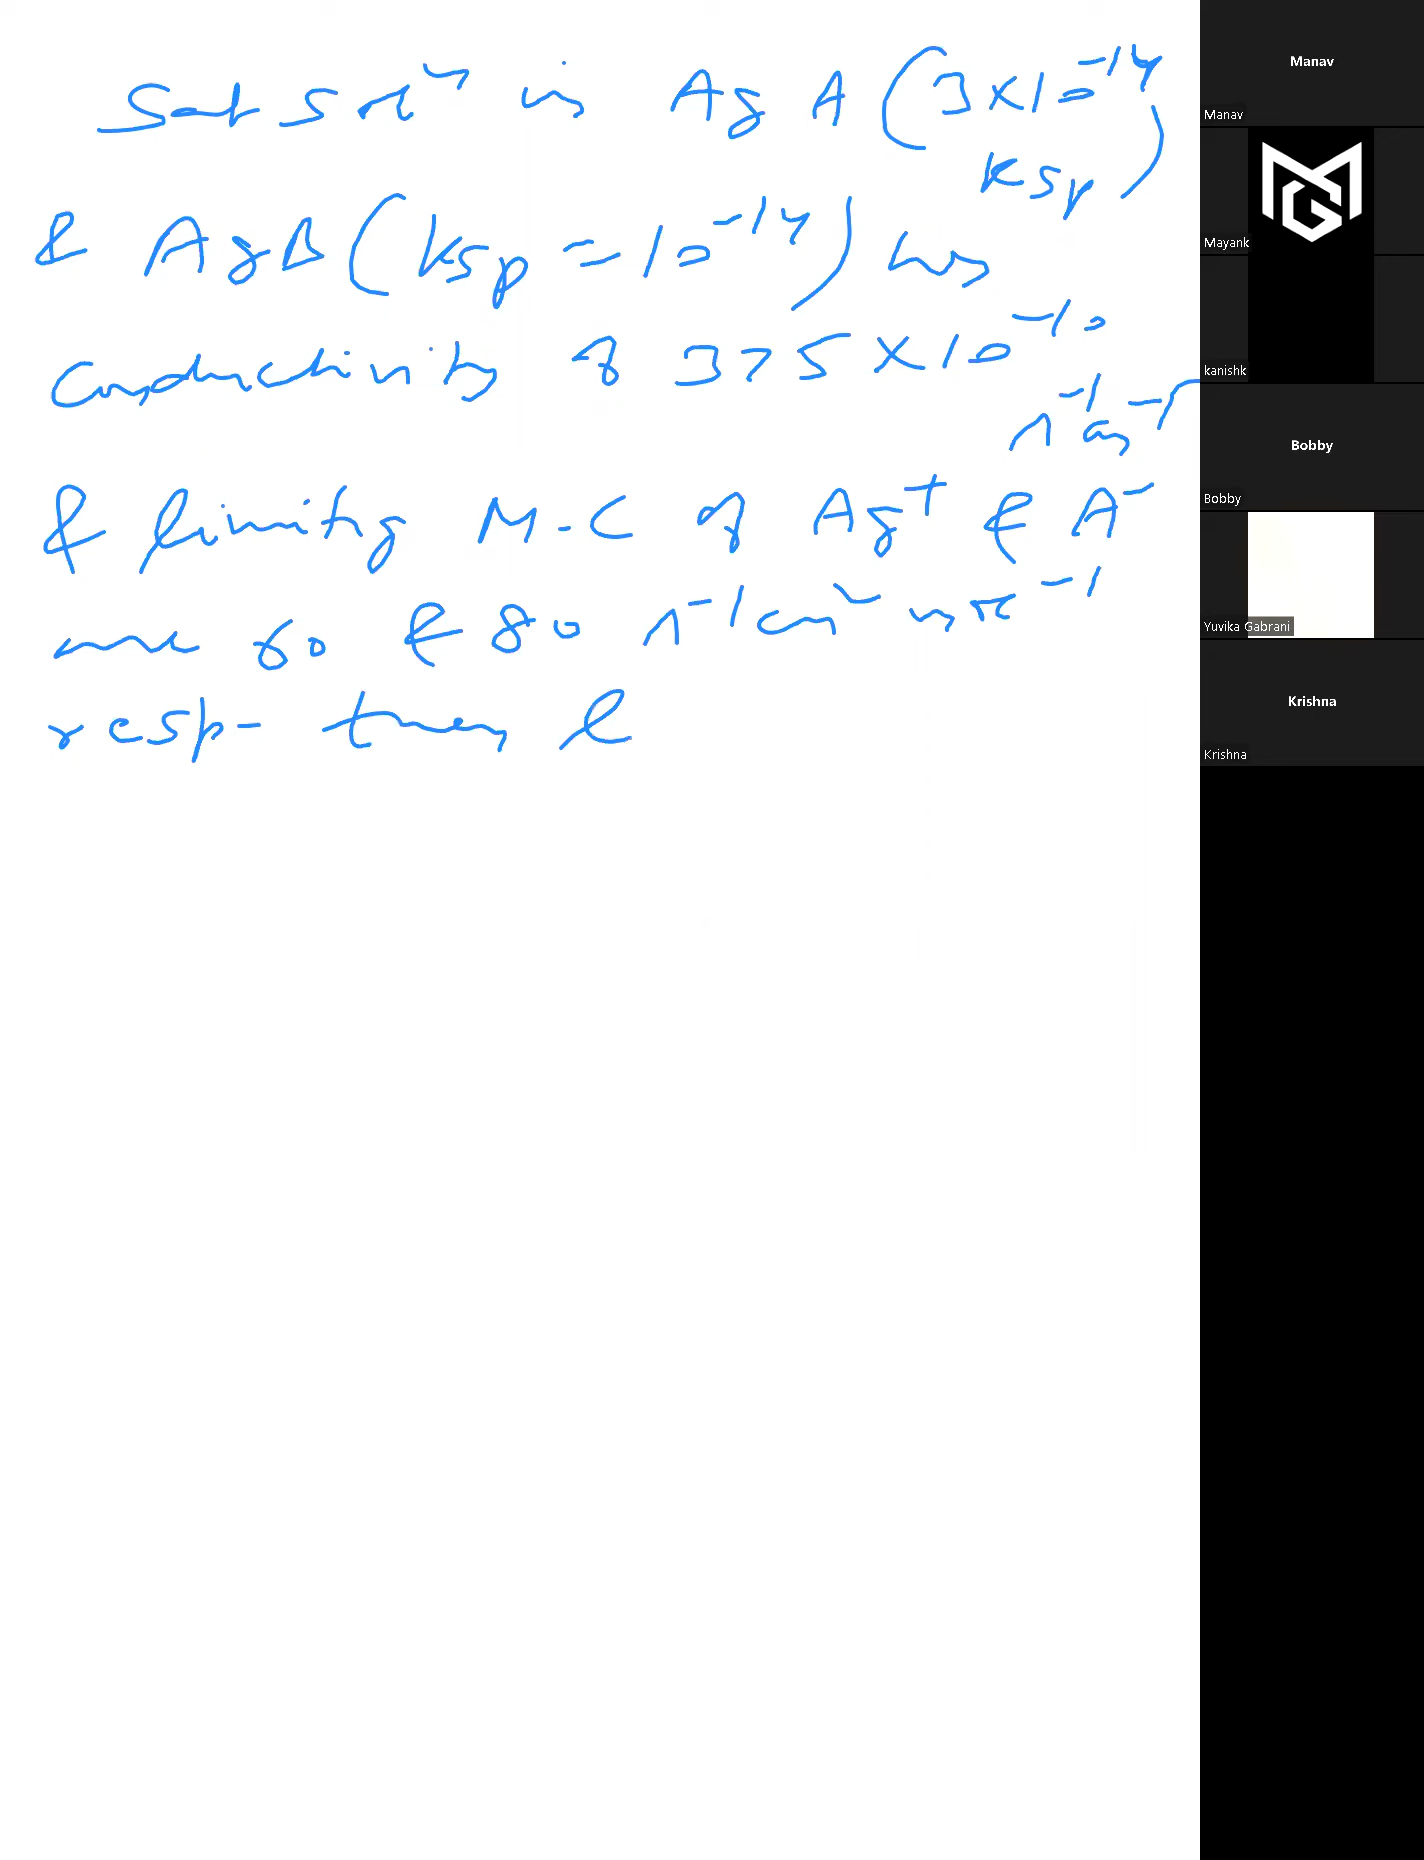 Sat solⁿ in AgA (3×10⁻¹⁴
Ksp)
& AgB (Ksp = 10⁻¹⁴) has
conductivity of 375×10⁻¹⁰
Ω⁻¹cm⁻¹
& limiting M.C of Ag⁺ & A⁻
are 60 & 80 Ω⁻¹cm² mol⁻¹
resp- then
Manav
Manav
MG
Mayank
kanishk
Bobby
Bobby
Yuvika Gabrani
Krishna
Krishna